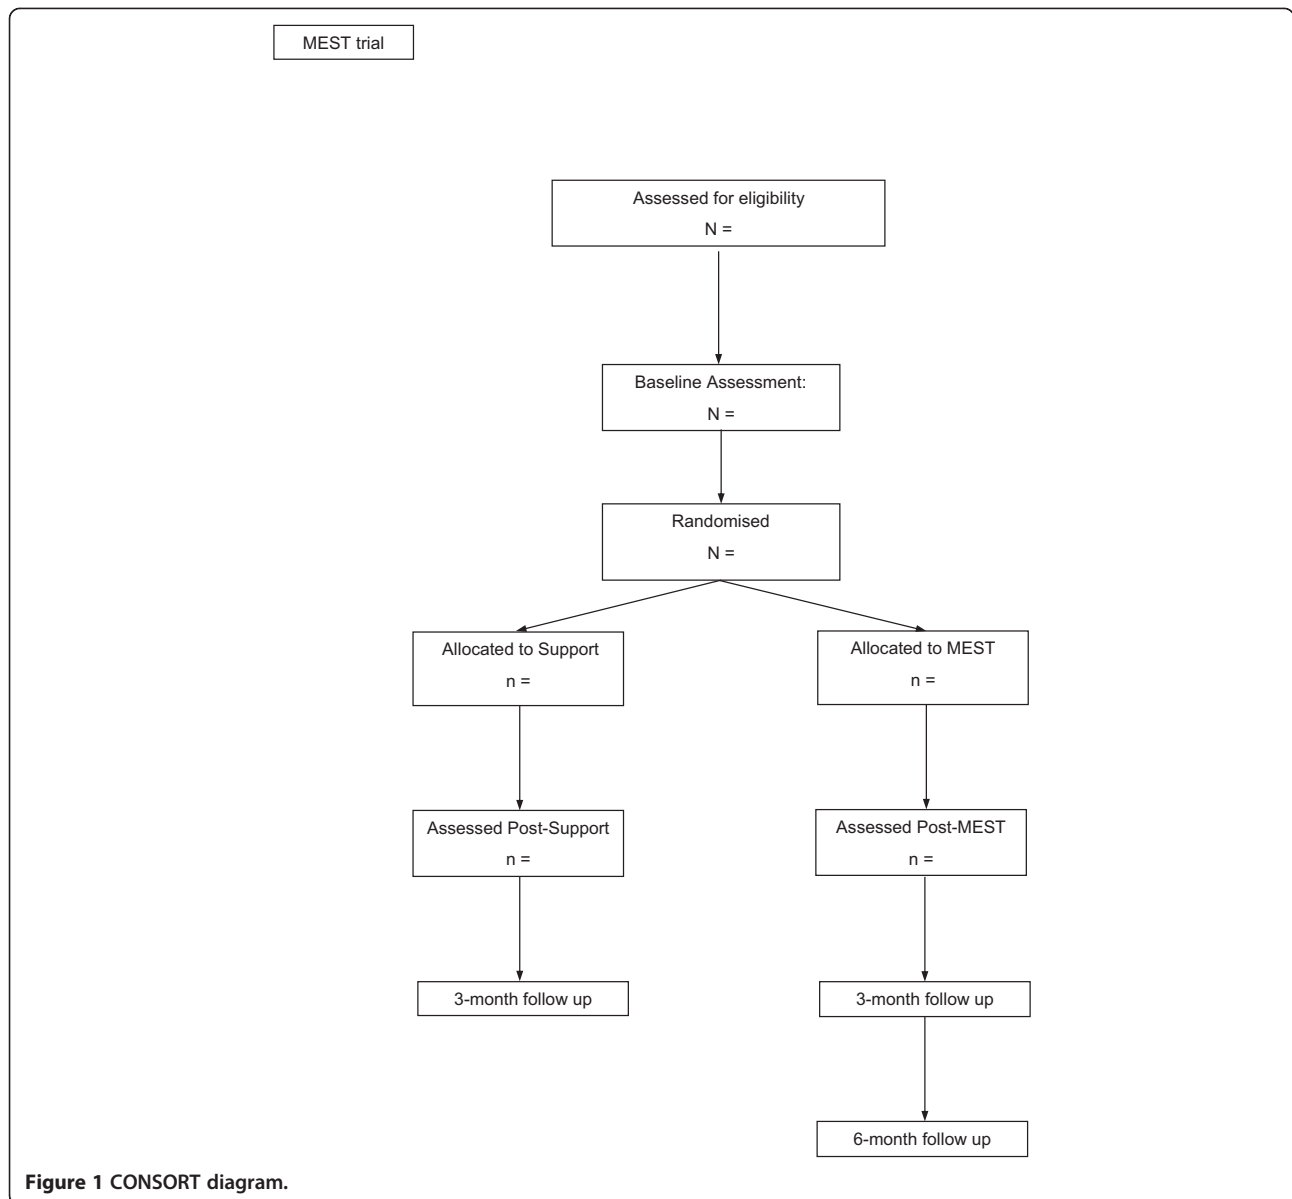 MEST trial
Assessed for eligibility
N =
Baseline Assessment:
N =
Randomised
N =
Allocated to Support
n =
Allocated to MEST
n =
Assessed Post-Support
n =
Assessed Post-MEST
n =
3-month follow up
3-month follow up
6-month follow up
Figure 1 CONSORT diagram.